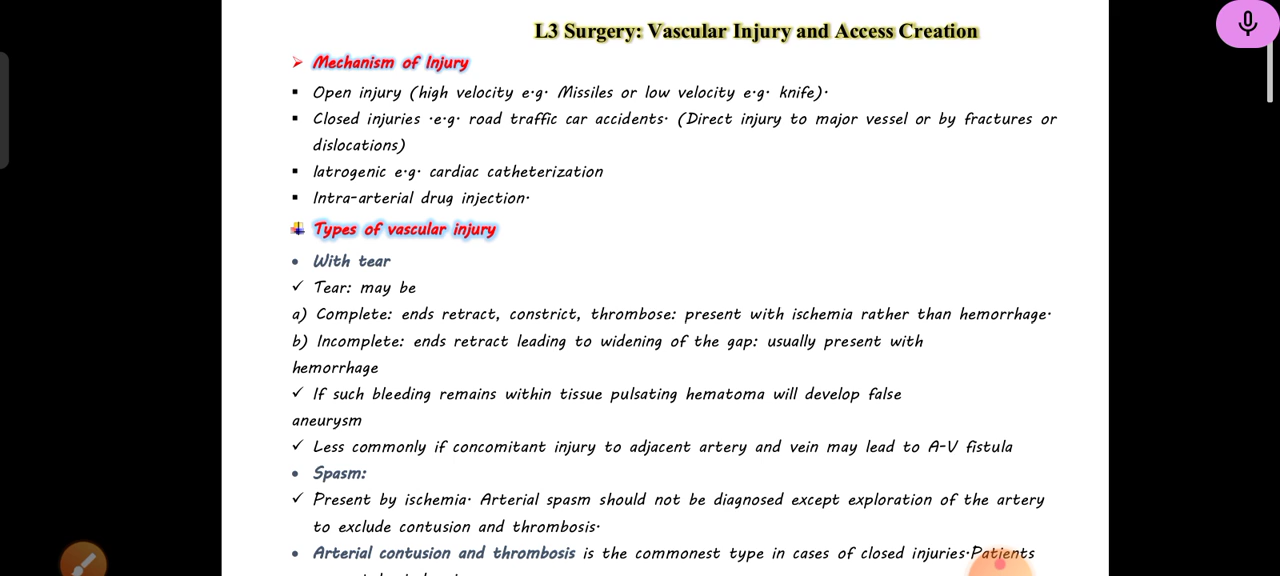 L3 Surgery: Vascular Injury and Access Creation
➢ Mechanism of Injury
▪ Open injury (high velocity e.g. Missiles or low velocity e.g. knife).
▪ Closed injuries .e.g. road traffic car accidents. (Direct injury to major vessel or by fractures or
dislocations)
▪ Iatrogenic e.g. cardiac catheterization
▪ Intra-arterial drug injection.
Types of vascular injury
• With tear
✓ Tear: may be
a) Complete: ends retract, constrict, thrombose: present with ischemia rather than hemorrhage.
b) Incomplete: ends retract leading to widening of the gap: usually present with
hemorrhage
✓ If such bleeding remains within tissue pulsating hematoma will develop false
aneurysm
✓ Less commonly if concomitant injury to adjacent artery and vein may lead to A-V fistula
• Spasm:
✓ Present by ischemia. Arterial spasm should not be diagnosed except exploration of the artery
to exclude contusion and thrombosis.
• Arterial contusion and thrombosis is the commonest type in cases of closed injuries.Patients